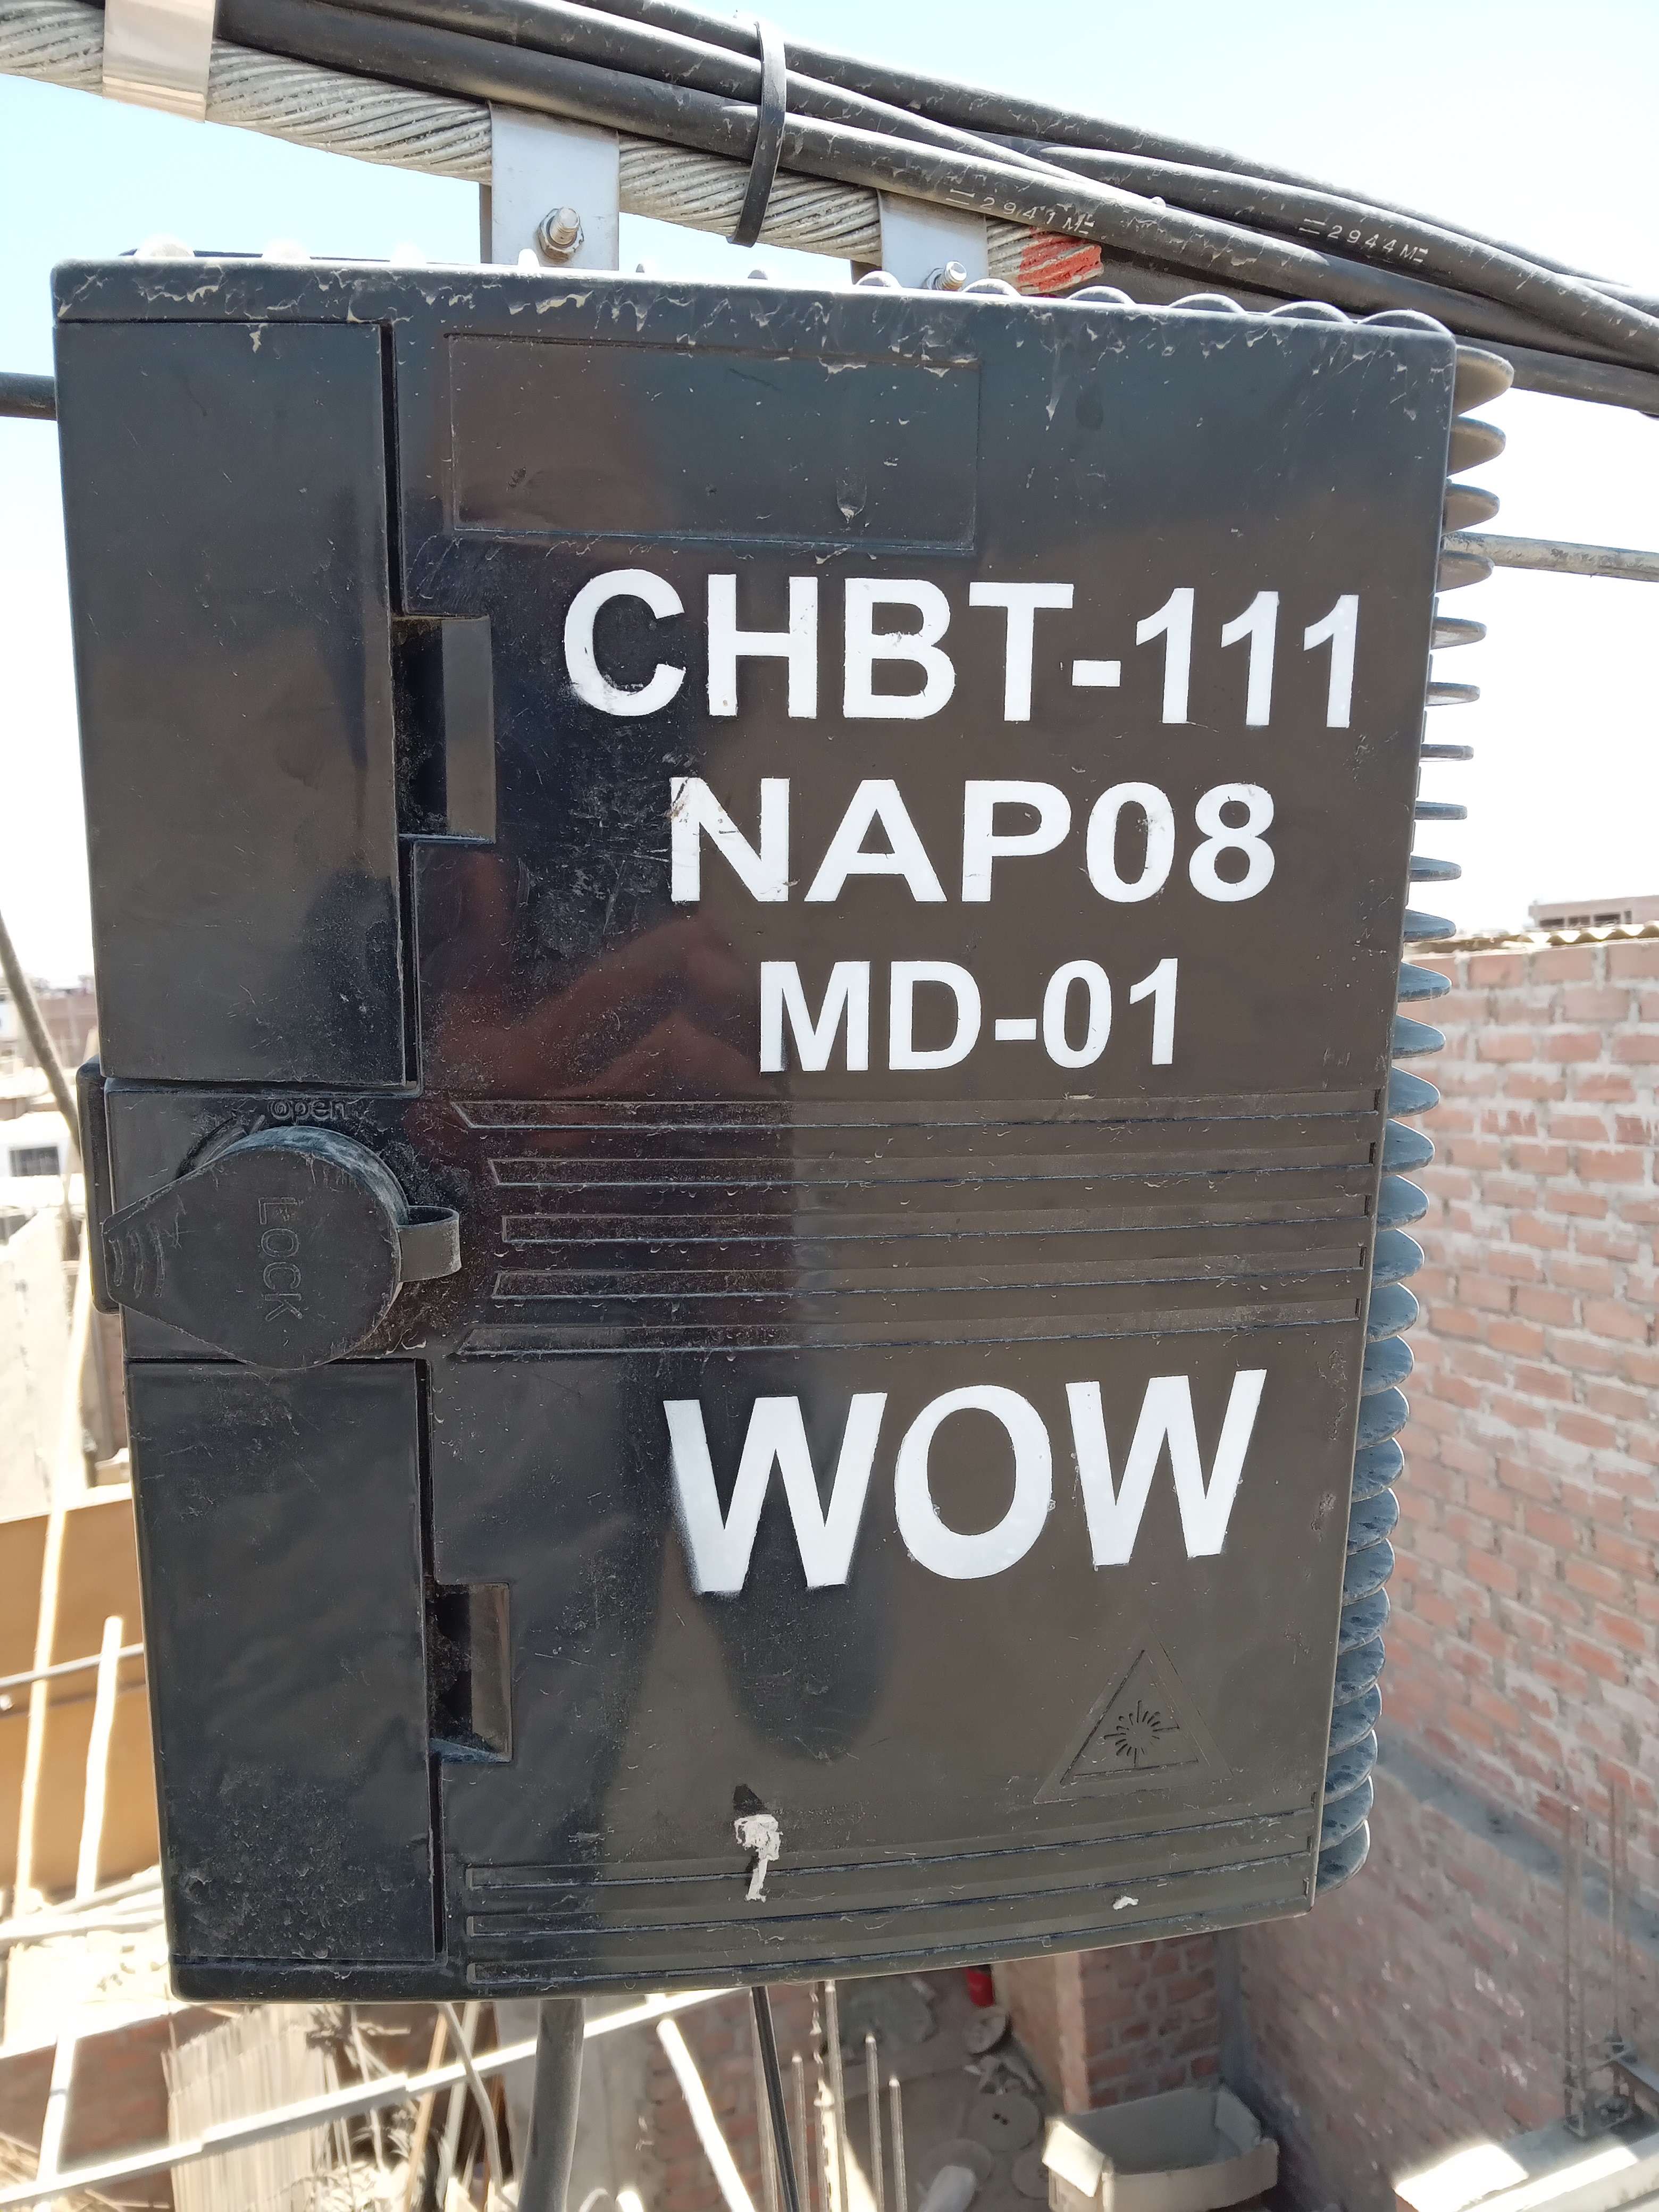 =2941M=
=2944M=
CHBT-111
NAP08
MD-01
open
LOCK
WOW